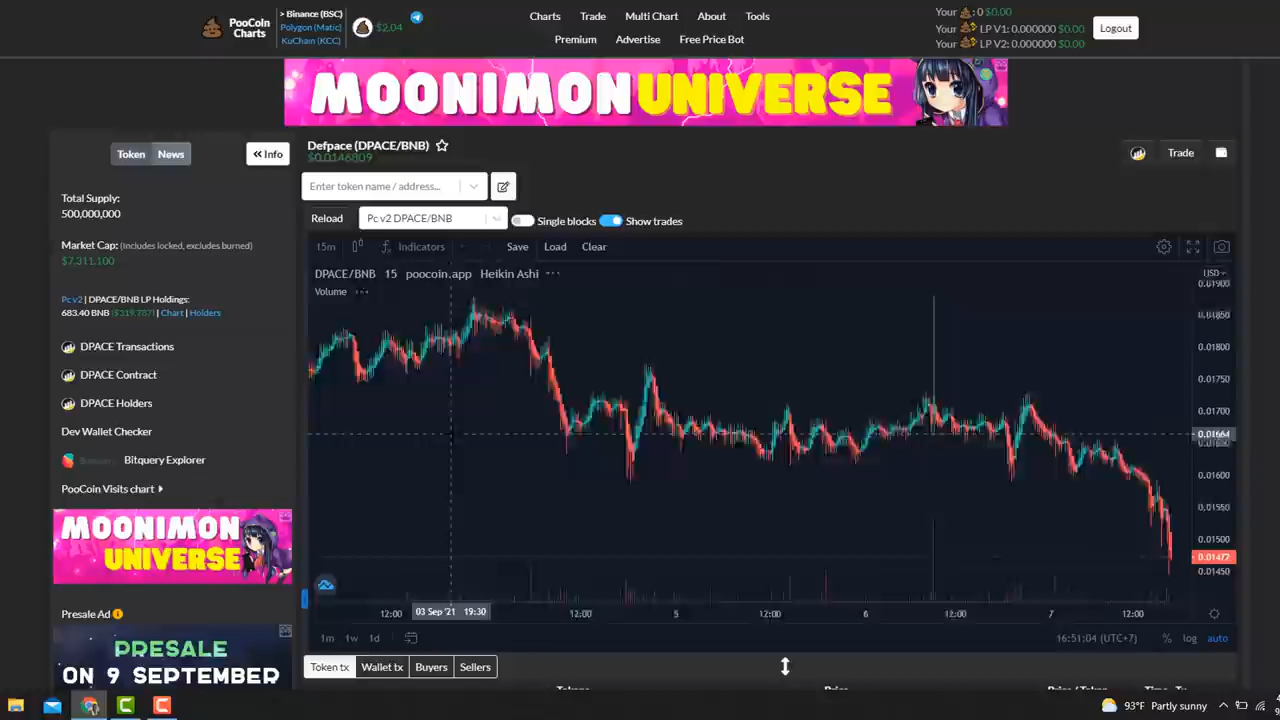 PooCoin
Charts
> Binance (BSC)
Polygon (Matic)
KuChain (KCC)
$2.04
Charts
Trade
Multi Chart
About
Tools
Premium
Advertise
Free Price Bot
Your : 0 $0.00
Your LP V1: 0.000000 $0.00
Your LP V2: 0.000000 $0.00
Logout
MOONIMON UNIVERSE
Token
News
« Info
Total Supply:
500,000,000
Market Cap: (Includes locked, excludes burned)
$7,311,100
Pc v2 | DPACE/BNB LP Holdings:
683.40 BNB ($319,787) | Chart | Holders
DPACE Transactions
DPACE Contract
DPACE Holders
Dev Wallet Checker
Bitquery Explorer
PooCoin Visits chart
MOONIMON
UNIVERSE
Presale Ad
PRESALE
ON 9 SEPTEMBER
Defpace (DPACE/BNB)
$0.0146809
Trade
Enter token name / address...
Reload
Pc v2 DPACE/BNB
Single blocks
Show trades
15m
Indicators
Save
Load
Clear
DPACE/BNB 15 poocoin.app Heikin Ashi
Volume
USD
0.01900
0.01850
0.01800
0.01750
0.01700
0.01664
0.01600
0.01550
0.01500
0.01472
0.01450
12:00
03 Sep '21 19:30
12:00
5
12:00
6
12:00
7
12:00
1m
1w
1d
16:51:04 (UTC+7)
%
log
auto
Token tx
Wallet tx
Buyers
Sellers
93°F Partly sunny